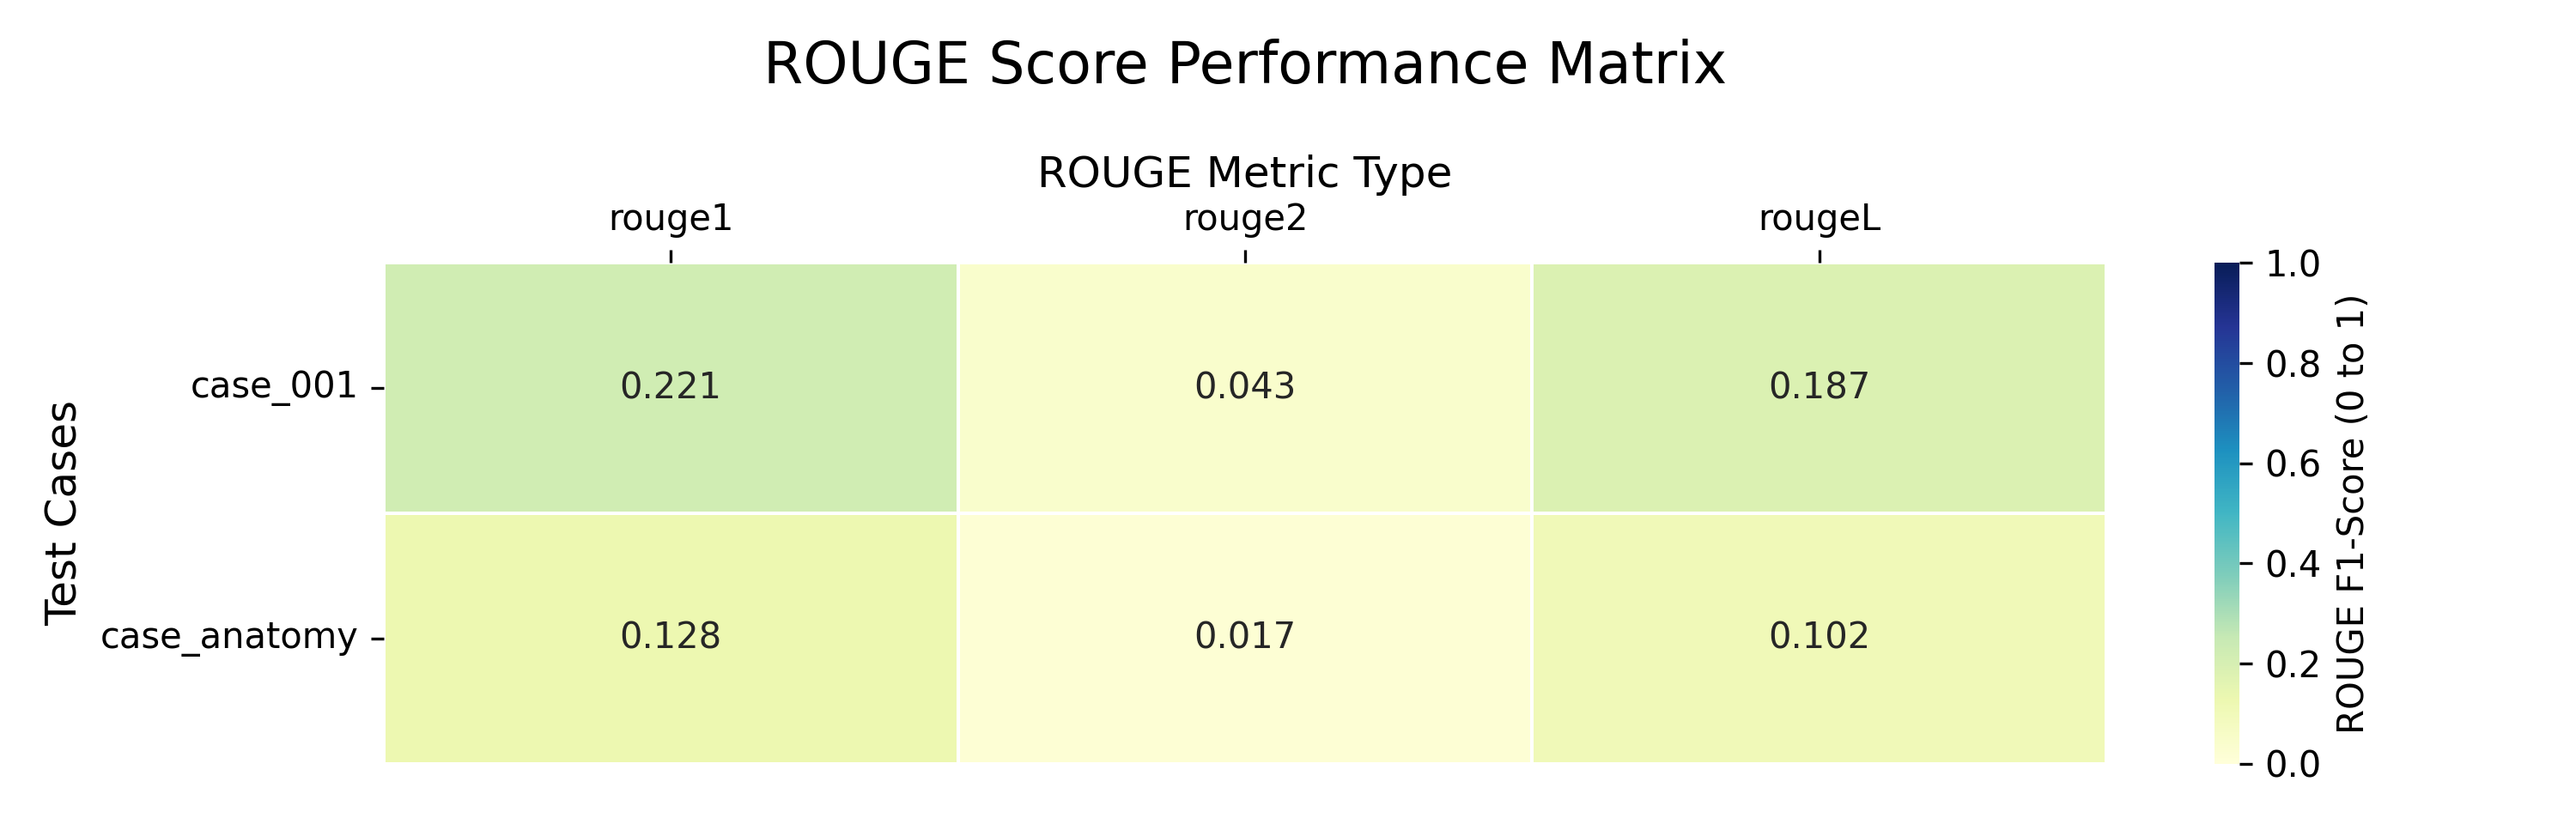 ROUGE Score Performance Matrix
ROUGE Metric Type
rouge1 rouge2 rougeL
Test Cases
case_001 0.221 0.043 0.187
case_anatomy 0.128 0.017 0.102
1.0
0.8
0.6
0.4
0.2
0.0
ROUGE F1-Score (0 to 1)